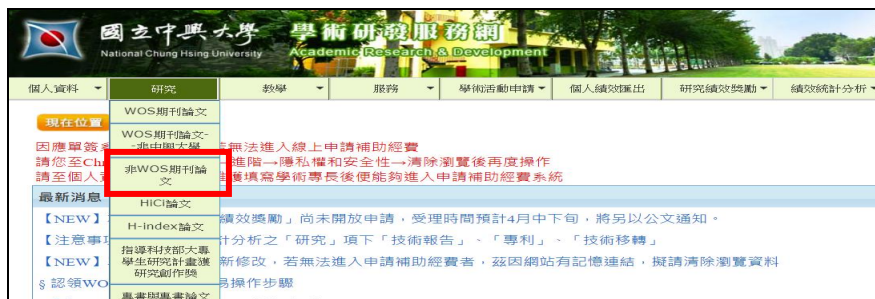 國立中興大學 學術研發服務網
National Chung Hsing University Academic Research & Development
個人資料 研究 教學 服務 學術活動申請 個人績效匯出 研究績效獎勵 績效統計分析
WOS期刊論文
現在位置
WOS期刊論文-
-非中興大學
因應單簽 若無法進入線上申請補助經費
請您至Ch 進階→隱私權和安全性→清除瀏覽後再度操作
非WOS期刊論
文
請至個人 護填寫學術專長後便能夠進入申請補助經費系統
最新消息
HiCi論文
【NEW】 績效獎勵」尚未開放申請,受理時間預計4月中下旬,將另以公文通知。
H-index論文
【注意事項 計分析之「研究」項下「技術報告」、「專利」、「技術移轉」
指導科技部大專
學生研究計畫獲
研究創作獎
【NEW】 新修改,若無法進入申請補助經費者,茲因網站有記憶連結,擬請清除瀏覽資料
§認領WO 易操作步驟
專書與專書論文